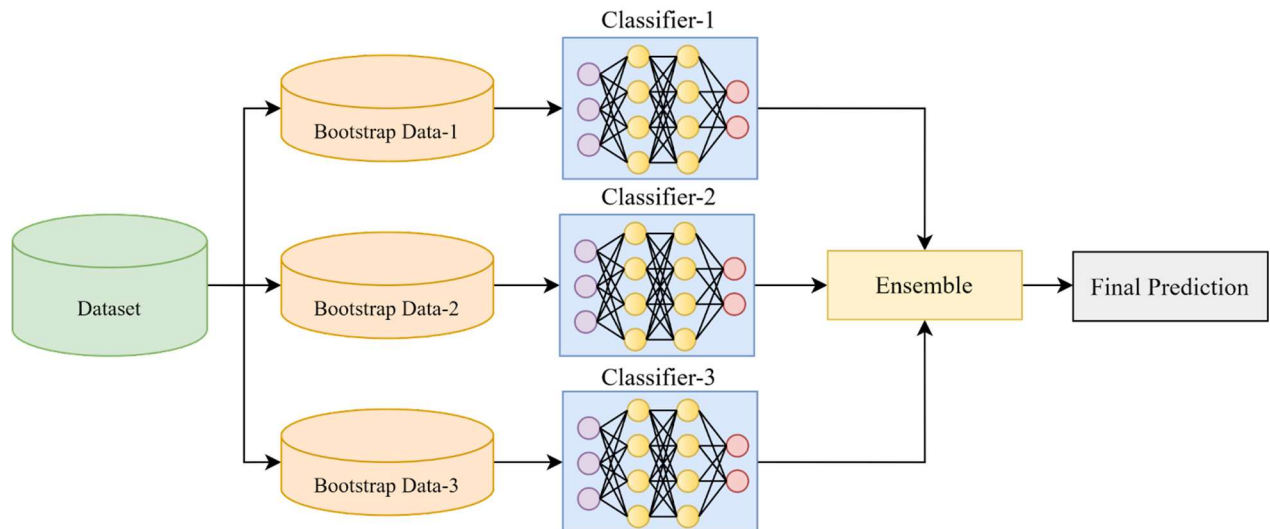 Classifier-1
Bootstrap Data-1
Classifier-2
Dataset
Bootstrap Data-2
Ensemble
Final Prediction
Classifier-3
Bootstrap Data-3